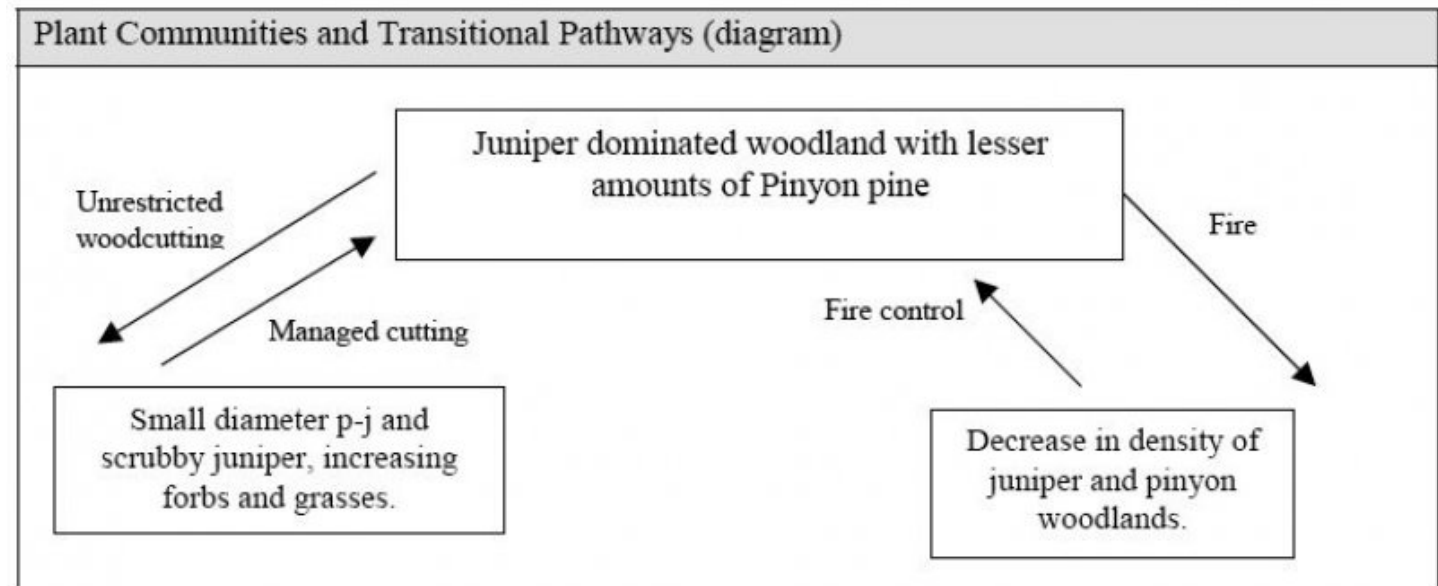 Plant Communities and Transitional Pathways (diagram)
Juniper dominated woodland with lesser
amounts of Pinyon pine
Unrestricted
woodcutting
Fire
Fire control
Managed cutting
Small diameter p-j and
scrubby juniper, increasing
forbs and grasses.
Decrease in density of
juniper and pinyon
woodlands.